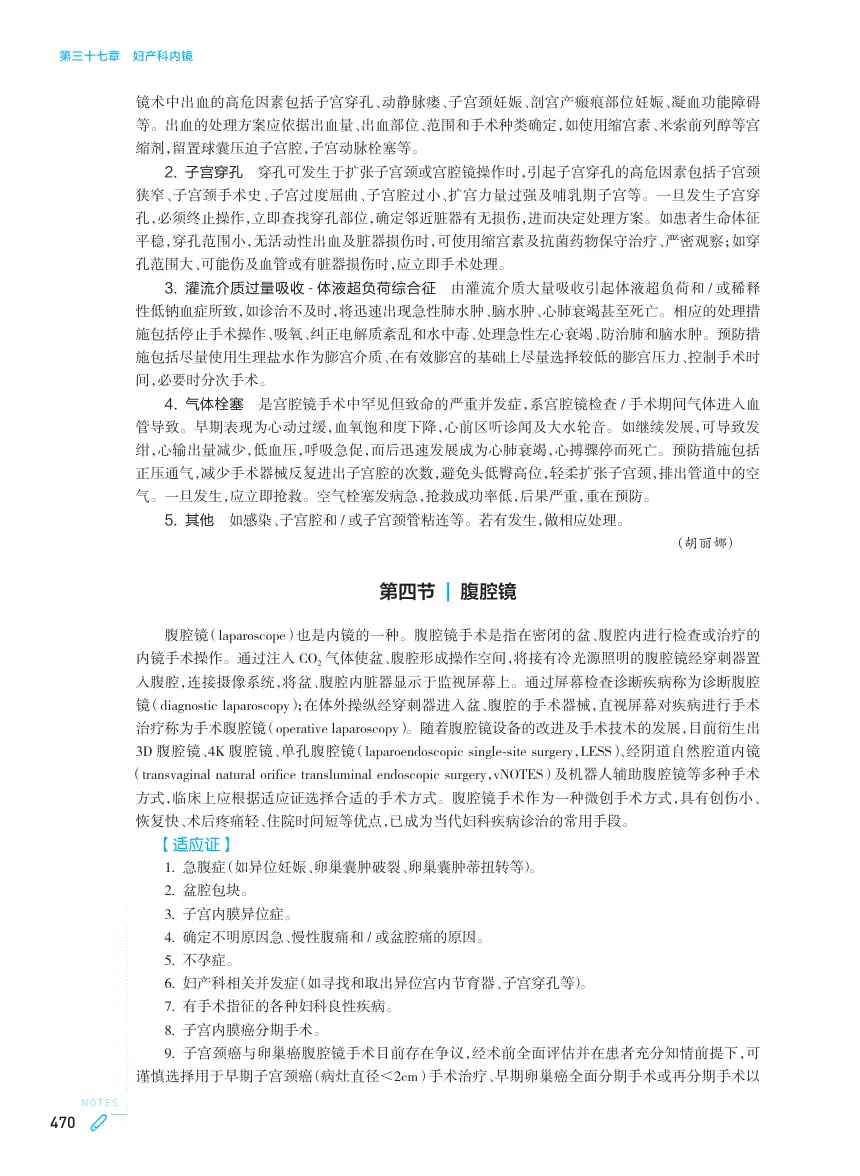 第三十七章　妇产科内镜
镜术中出血的高危因素包括子宫穿孔、动静脉瘘、子宫颈妊娠、剖宫产瘢痕部位妊娠、凝血功能障碍
等。出血的处理方案应依据出血量、出血部位、范围和手术种类确定,如使用缩宫素、米索前列醇等宫
缩剂,留置球囊压迫子宫腔,子宫动脉栓塞等。
2. 子宫穿孔　穿孔可发生于扩张子宫颈或宫腔镜操作时,引起子宫穿孔的高危因素包括子宫颈
狭窄、子宫颈手术史、子宫过度屈曲、子宫腔过小、扩宫力量过强及哺乳期子宫等。一旦发生子宫穿
孔,必须终止操作,立即查找穿孔部位,确定邻近脏器有无损伤,进而决定处理方案。如患者生命体征
平稳,穿孔范围小,无活动性出血及脏器损伤时,可使用缩宫素及抗菌药物保守治疗、严密观察;如穿
孔范围大、可能伤及血管或有脏器损伤时,应立即手术处理。
3. 灌流介质过量吸收 - 体液超负荷综合征　由灌流介质大量吸收引起体液超负荷和 / 或稀释
性低钠血症所致,如诊治不及时,将迅速出现急性肺水肿、脑水肿、心肺衰竭甚至死亡。相应的处理措
施包括停止手术操作、吸氧、纠正电解质紊乱和水中毒、处理急性左心衰竭、防治肺和脑水肿。预防措
施包括尽量使用生理盐水作为膨宫介质、在有效膨宫的基础上尽量选择较低的膨宫压力、控制手术时
间,必要时分次手术。
4. 气体栓塞　是宫腔镜手术中罕见但致命的严重并发症,系宫腔镜检查 / 手术期间气体进入血
管导致。早期表现为心动过缓,血氧饱和度下降,心前区听诊闻及大水轮音。如继续发展,可导致发
绀,心输出量减少,低血压,呼吸急促,而后迅速发展成为心肺衰竭,心搏骤停而死亡。预防措施包括
正压通气,减少手术器械反复进出子宫腔的次数,避免头低臀高位,轻柔扩张子宫颈,排出管道中的空
气。一旦发生,应立即抢救。空气栓塞发病急,抢救成功率低,后果严重,重在预防。
5. 其他　如感染、子宫腔和 / 或子宫颈管粘连等。若有发生,做相应处理。
(胡丽娜)
第四节 | 腹腔镜
腹腔镜(laparoscope)也是内镜的一种。腹腔镜手术是指在密闭的盆、腹腔内进行检查或治疗的
内镜手术操作。通过注入 CO₂ 气体使盆、腹腔形成操作空间,将接有冷光源照明的腹腔镜经穿刺器置
入腹腔,连接摄像系统,将盆、腹腔内脏器显示于监视屏幕上。通过屏幕检查诊断疾病称为诊断腹腔
镜(diagnostic laparoscopy);在体外操纵经穿刺器进入盆、腹腔的手术器械,直视屏幕对疾病进行手术
治疗称为手术腹腔镜(operative laparoscopy)。随着腹腔镜设备的改进及手术技术的发展,目前衍生出
3D 腹腔镜、4K 腹腔镜、单孔腹腔镜(laparoendoscopic single-site surgery,LESS)、经阴道自然腔道内镜
(transvaginal natural orifice transluminal endoscopic surgery,vNOTES)及机器人辅助腹腔镜等多种手术
方式,临床上应根据适应证选择合适的手术方式。腹腔镜手术作为一种微创手术方式,具有创伤小、
恢复快、术后疼痛轻、住院时间短等优点,已成为当代妇科疾病诊治的常用手段。
【适应证】
1. 急腹症(如异位妊娠、卵巢囊肿破裂、卵巢囊肿蒂扭转等)。
2. 盆腔包块。
3. 子宫内膜异位症。
4. 确定不明原因急、慢性腹痛和 / 或盆腔痛的原因。
5. 不孕症。
6. 妇产科相关并发症(如寻找和取出异位宫内节育器、子宫穿孔等)。
7. 有手术指征的各种妇科良性疾病。
8. 子宫内膜癌分期手术。
9. 子宫颈癌与卵巢癌腹腔镜手术目前存在争议,经术前全面评估并在患者充分知情前提下,可
谨慎选择用于早期子宫颈癌(病灶直径<2cm)手术治疗、早期卵巢癌全面分期手术或再分期手术以
NOTES
470